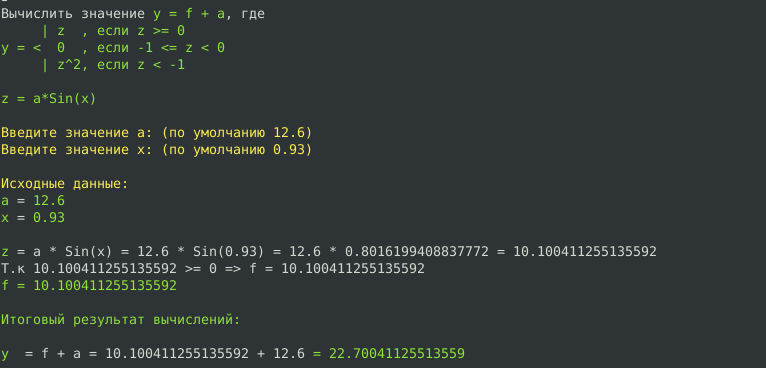 Вычислить значение y = f + a, где
| z , если z >= 0
y = < 0 , если -1 <= z < 0
| z^2, если z < -1
z = a*Sin(x)
Введите значение a: (по умолчанию 12.6)
Введите значение x: (по умолчанию 0.93)
Исходные данные:
a = 12.6
x = 0.93
z = a * Sin(x) = 12.6 * Sin(0.93) = 12.6 * 0.8016199408837772 = 10.100411255135592
Т.к 10.100411255135592 >= 0 => f = 10.100411255135592
f = 10.100411255135592
Итоговый результат вычислений:
y = f + a = 10.100411255135592 + 12.6 = 22.70041125513559